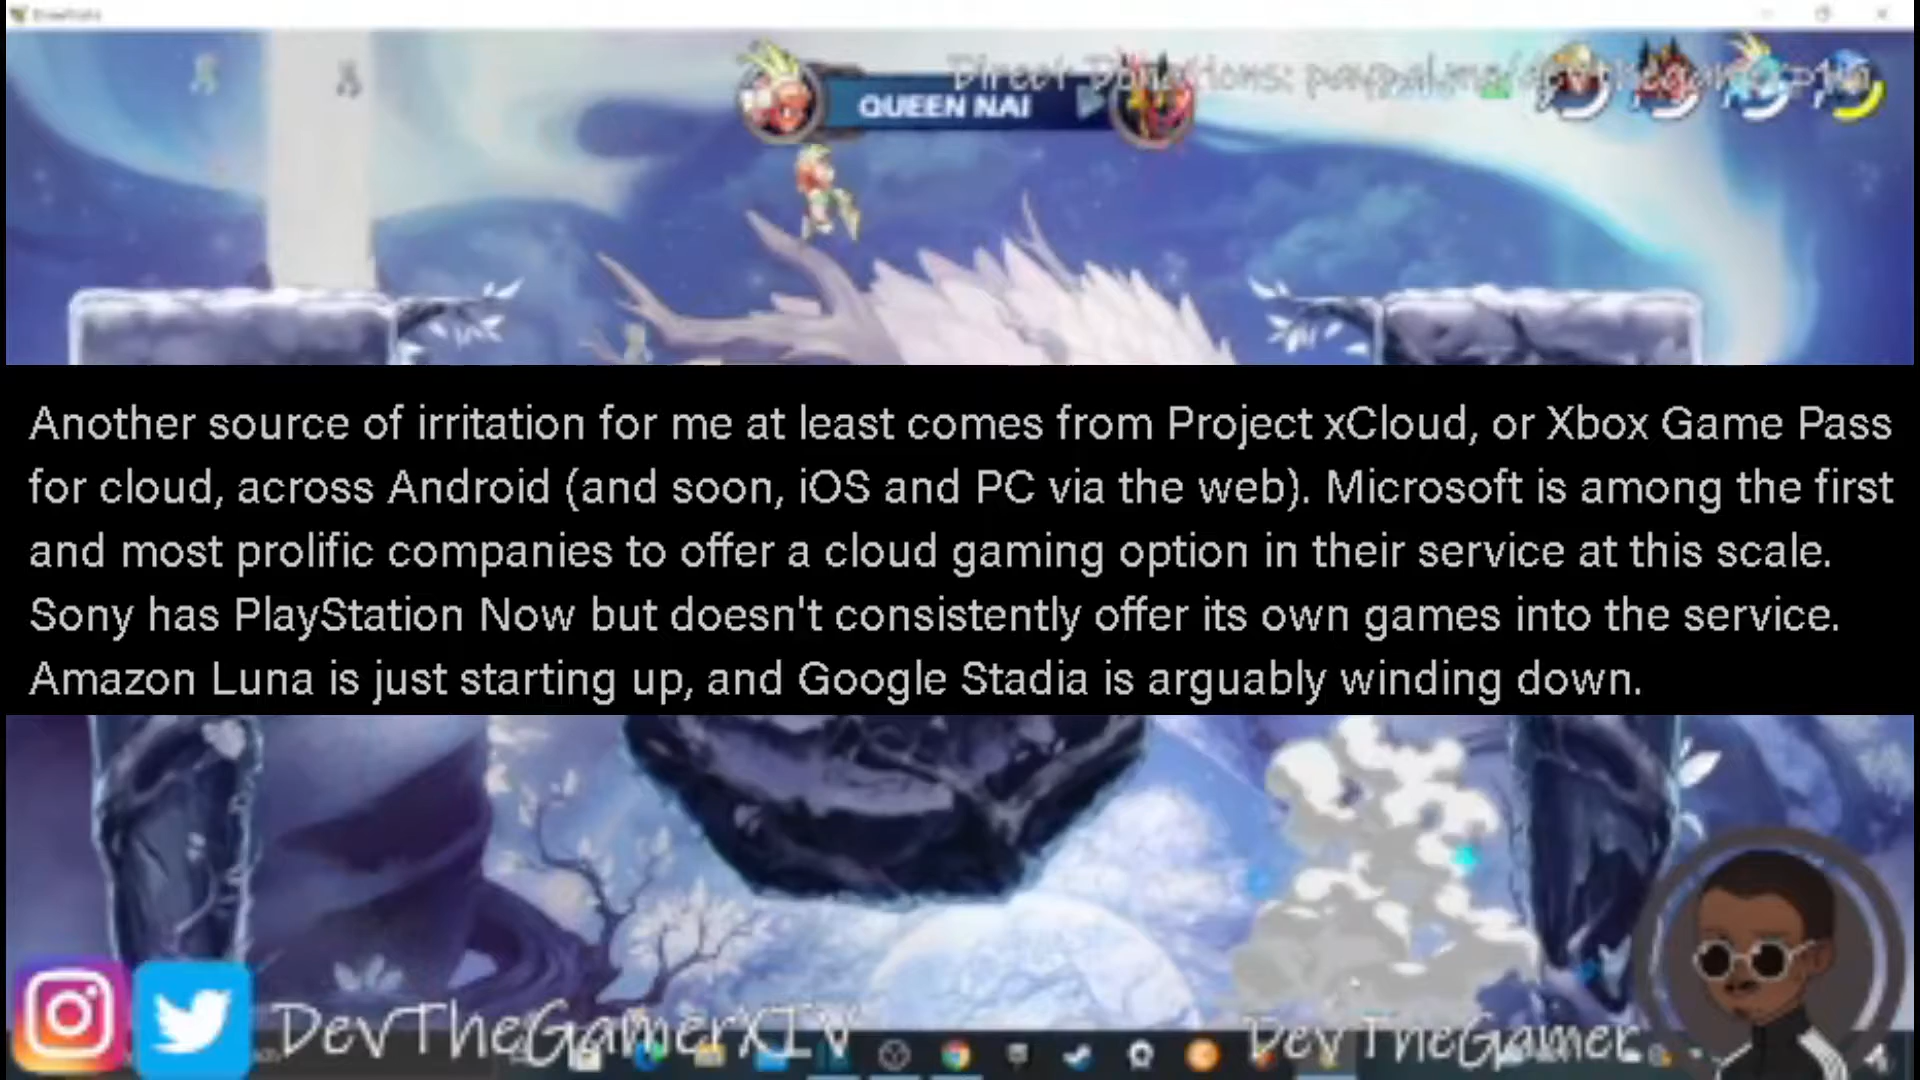 QUEEN NAI
Another source of irritation for me at least comes from Project xCloud, or Xbox Game Pass
for cloud, across Android (and soon, iOS and PC via the web). Microsoft is among the first
and most prolific companies to offer a cloud gaming option in their service at this scale.
Sony has PlayStation Now but doesn't consistently offer its own games into the service.
Amazon Luna is just starting up, and Google Stadia is arguably winding down.
Direct Donations:
DevTheGamerXIV
DevTheGamer